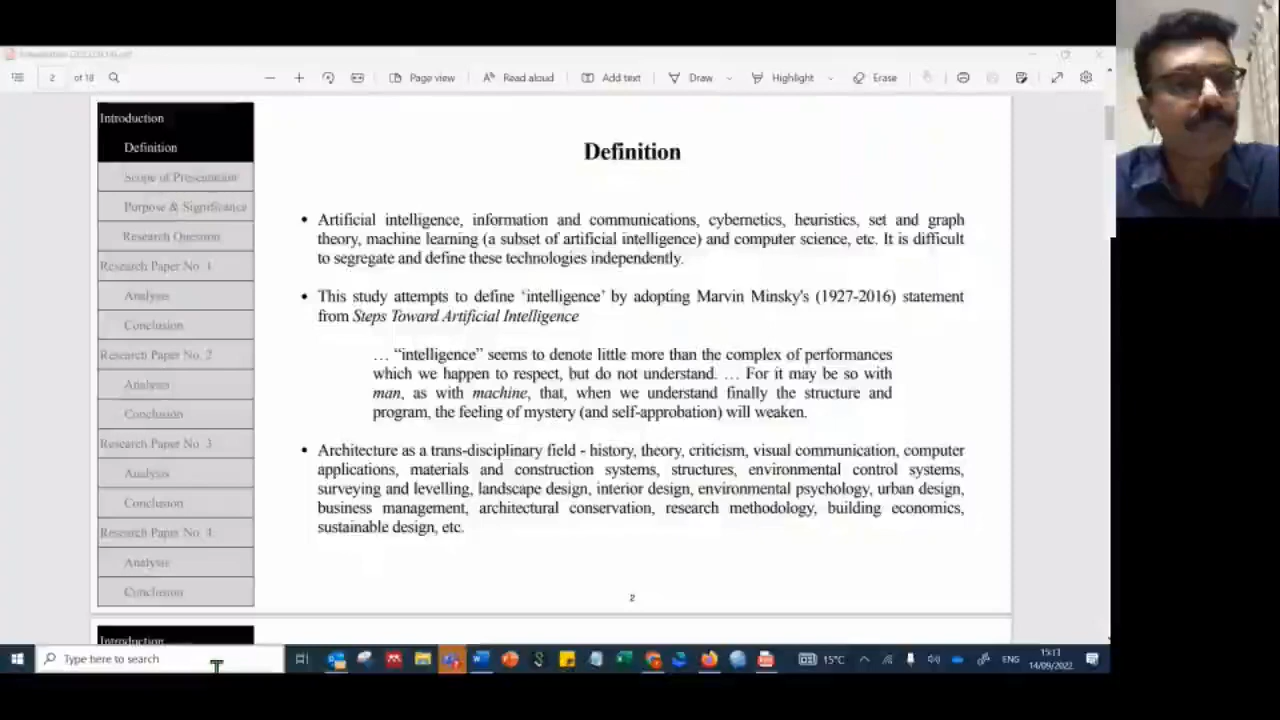 2
of 18
Page view
Read aloud
Add text
Draw
Highlight
Erase
Introduction
Definition
Scope of Presentation
Purpose & Significance
Research Question
Research Paper No. 1
Analysis
Conclusion
Research Paper No. 2
Analysis
Conclusion
Research Paper No. 3
Analysis
Conclusion
Research Paper No. 4
Analysis
Conclusion
Definition
• Artificial intelligence, information and communications, cybernetics, heuristics, set and graph
theory, machine learning (a subset of artificial intelligence) and computer science, etc. It is difficult
to segregate and define these technologies independently.
• This study attempts to define ‘intelligence’ by adopting Marvin Minsky's (1927-2016) statement
from Steps Toward Artificial Intelligence
… “intelligence” seems to denote little more than the complex of performances
which we happen to respect, but do not understand. … For it may be so with
man, as with machine, that, when we understand finally the structure and
program, the feeling of mystery (and self-approbation) will weaken.
• Architecture as a trans-disciplinary field - history, theory, criticism, visual communication, computer
applications, materials and construction systems, structures, environmental control systems,
surveying and levelling, landscape design, interior design, environmental psychology, urban design,
business management, architectural conservation, research methodology, building economics,
sustainable design, etc.
2
Introduction
Type here to search
15°C
ENG
15:11
14/09/2022